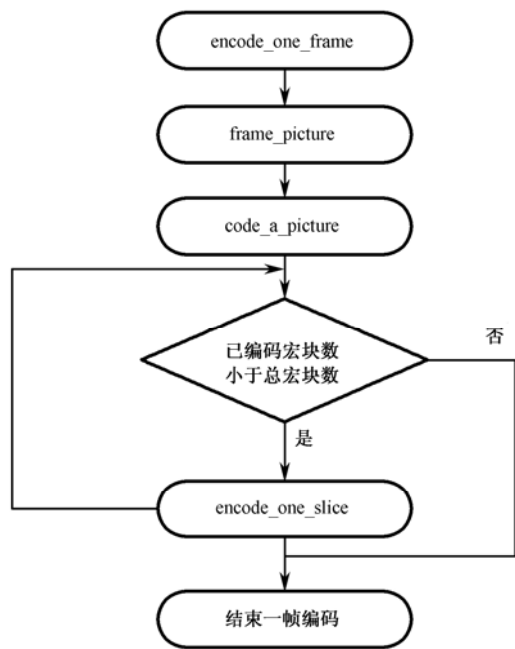 encode_one_frame
frame_picture
code_a_picture
已编码宏块数
小于总宏块数
否
是
encode_one_slice
结束一帧编码